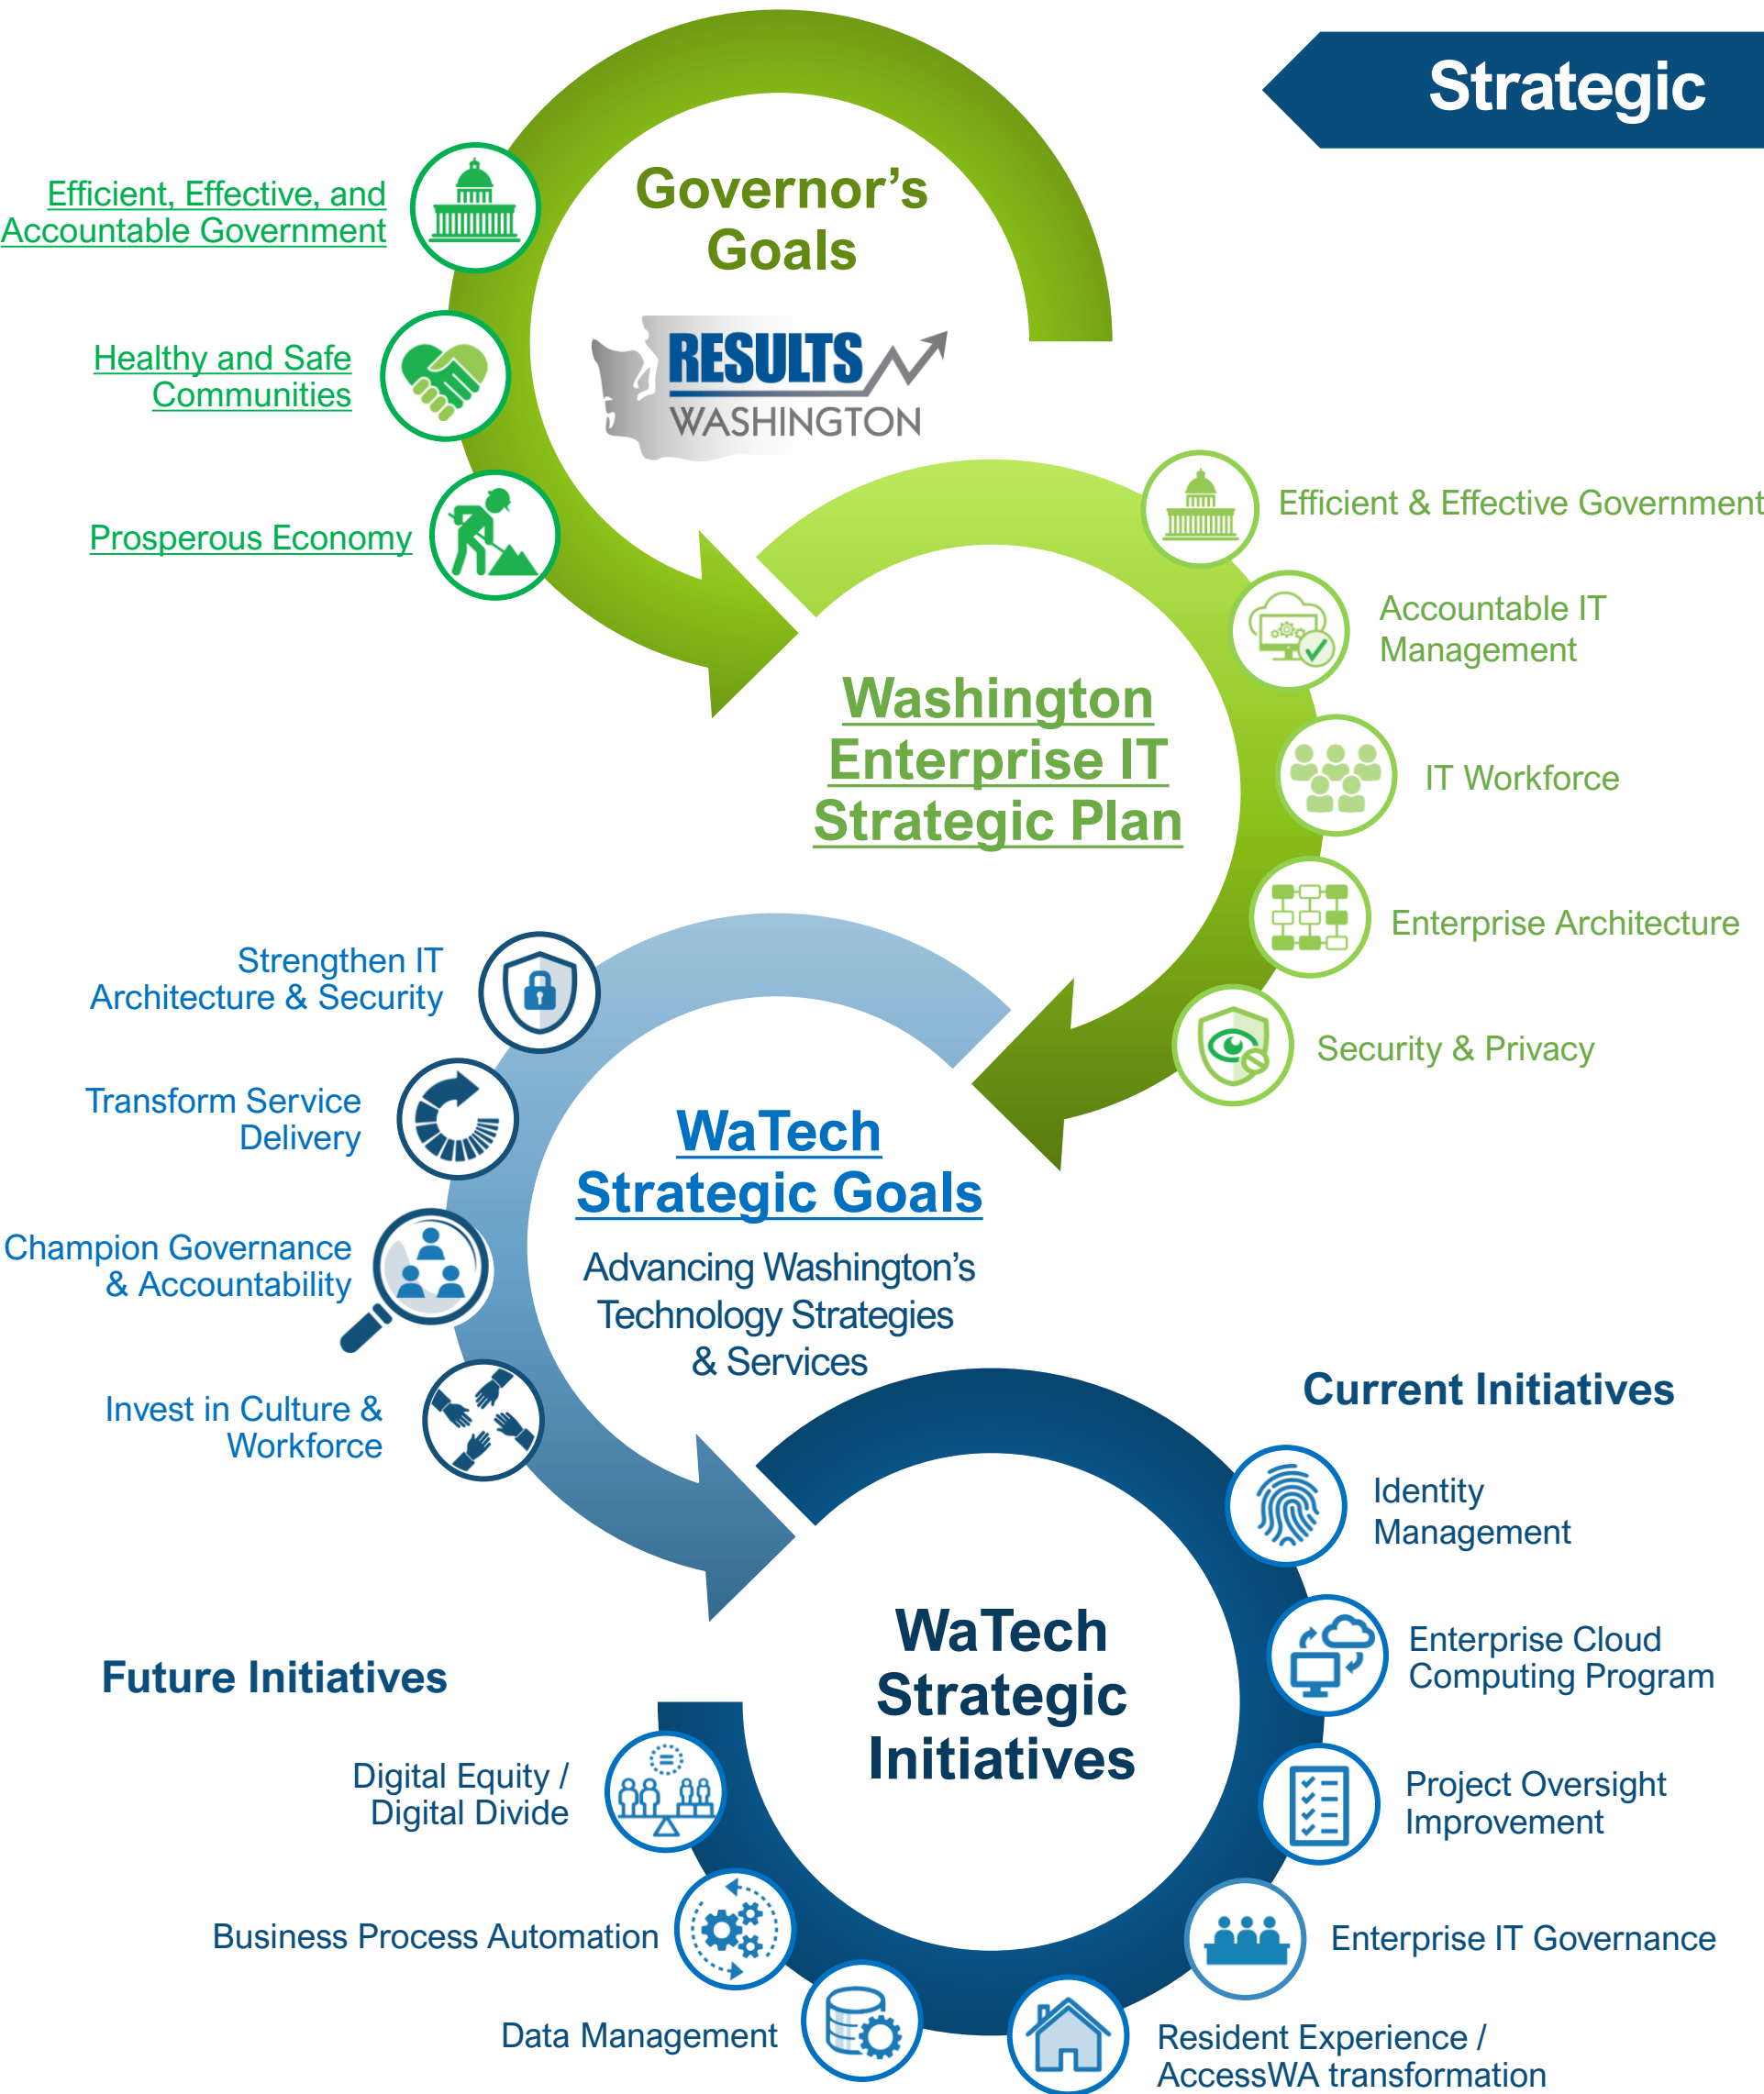 Strategic
Governor's
Goals
RESULTS
WASHINGTON
Efficient, Effective, and
Accountable Government
Healthy and Safe
Communities
Prosperous Economy
Washington
Enterprise IT
Strategic Plan
Efficient & Effective Government
Accountable IT
Management
IT Workforce
Enterprise Architecture
Security & Privacy
WaTech
Strategic Goals
Advancing Washington's
Technology Strategies
& Services
Strengthen IT
Architecture & Security
Transform Service
Delivery
Champion Governance
& Accountability
Invest in Culture &
Workforce
WaTech
Strategic
Initiatives
Current Initiatives
Identity
Management
Enterprise Cloud
Computing Program
Project Oversight
Improvement
Enterprise IT Governance
Resident Experience /
AccessWA transformation
Future Initiatives
Digital Equity /
Digital Divide
Business Process Automation
Data Management